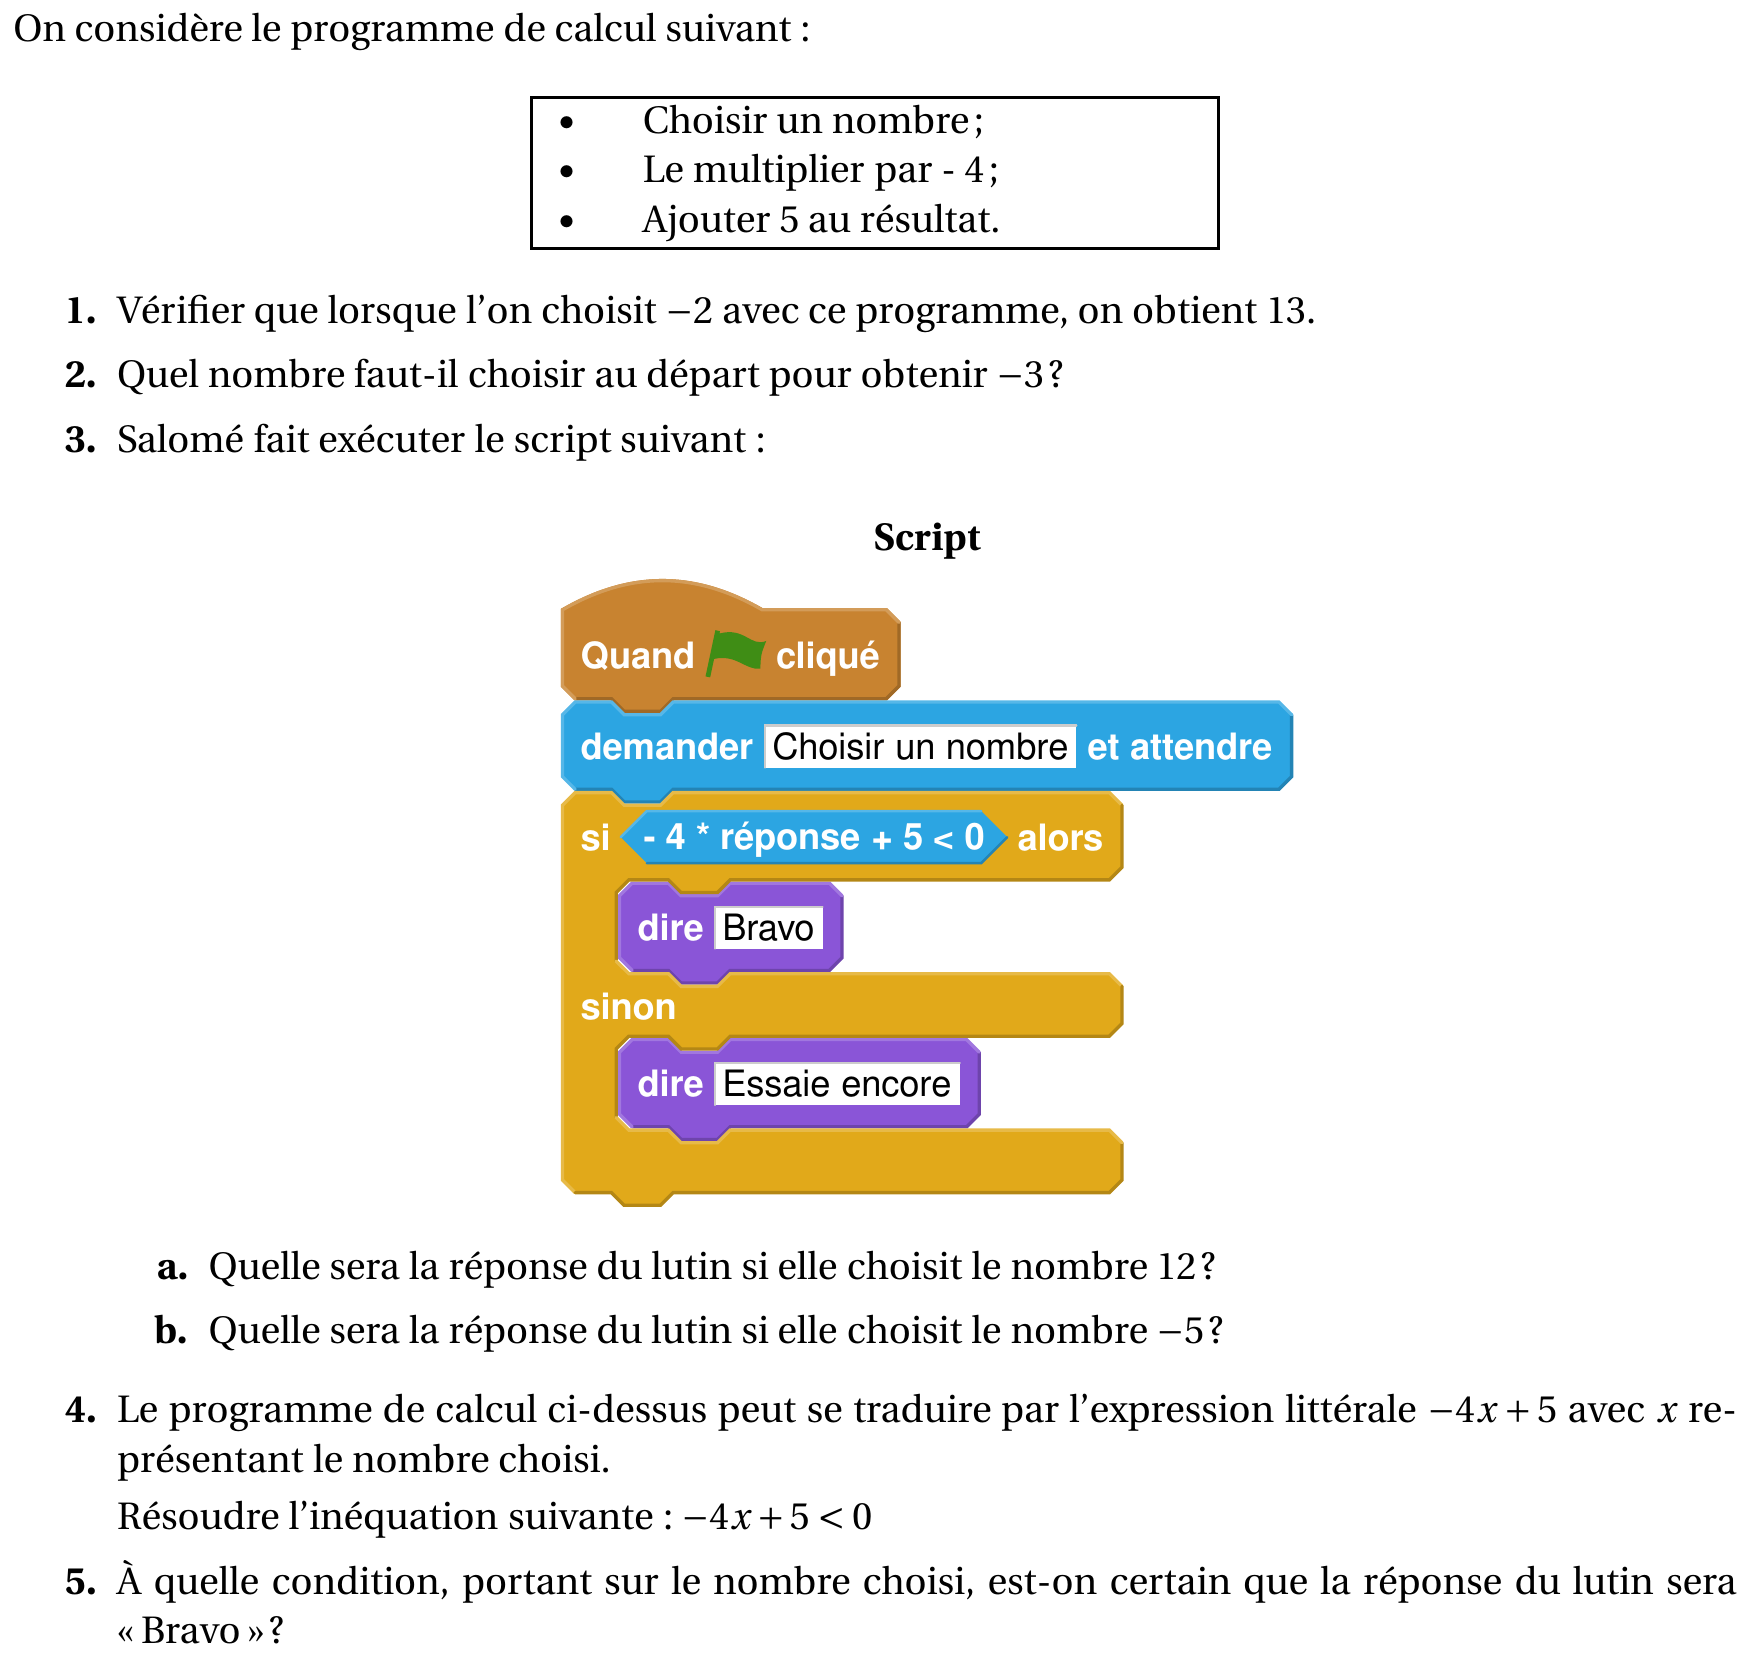 On considère le programme de calcul suivant :
• Choisir un nombre ;
• Le multiplier par - 4 ;
• Ajouter 5 au résultat.
1. Vérifier que lorsque l'on choisit −2 avec ce programme, on obtient 13.
2. Quel nombre faut-il choisir au départ pour obtenir −3 ?
3. Salomé fait exécuter le script suivant :
Script
Quand cliqué
demander Choisir un nombre et attendre
si - 4 * réponse + 5 < 0 alors
dire Bravo
sinon
dire Essaie encore
a. Quelle sera la réponse du lutin si elle choisit le nombre 12 ?
b. Quelle sera la réponse du lutin si elle choisit le nombre −5 ?
4. Le programme de calcul ci-dessus peut se traduire par l'expression littérale −4x + 5 avec x re-
présentant le nombre choisi.
Résoudre l'inéquation suivante : −4x + 5 < 0
5. À quelle condition, portant sur le nombre choisi, est-on certain que la réponse du lutin sera
« Bravo » ?